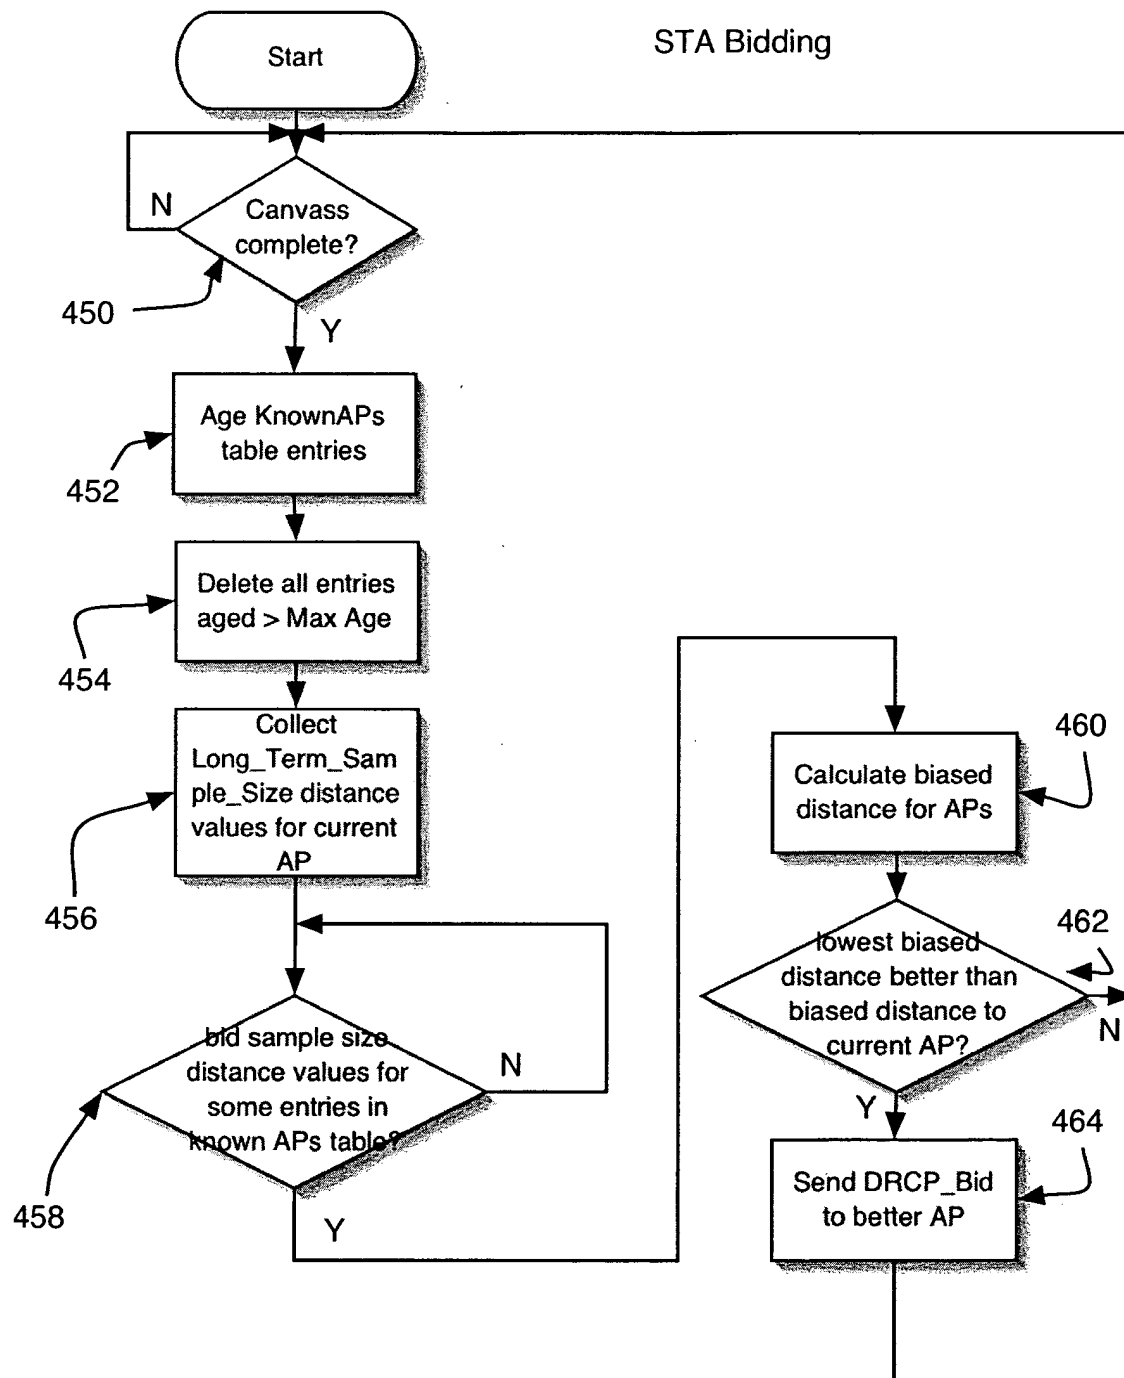 STA Bidding
Start
N
Canvass
complete?
450
Y
Age KnownAPs
table entries
452
Delete all entries
aged > Max Age
454
Collect
Long_Term_Sam
ple_Size distance
values for current
AP
456
bid sample size
distance values for
some entries in
known APs table?
N
458
Y
460
Calculate biased
distance for APs
462
lowest biased
distance better than
biased distance to
current AP?
N
Y
464
Send DRCP_Bid
to better AP